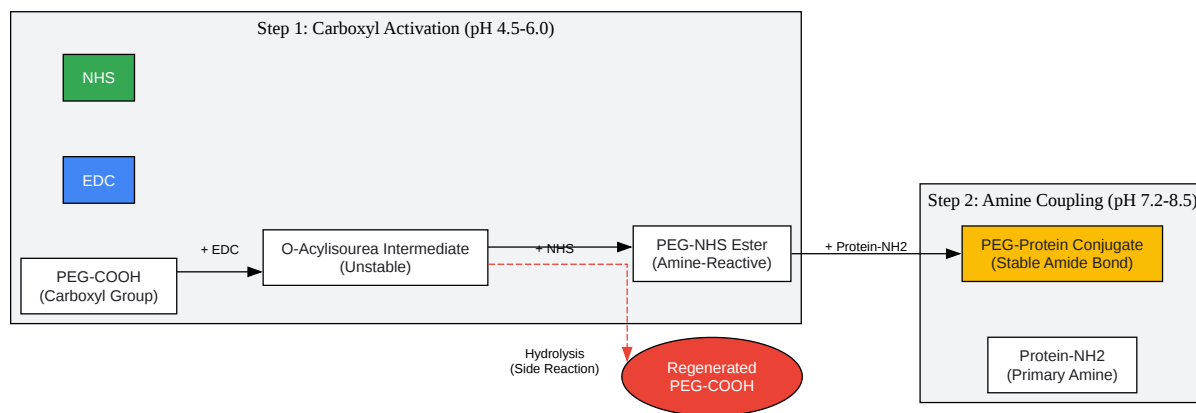 Step 1: Carboxyl Activation (pH 4.5-6.0)
NHS
EDC
PEG-COOH
(Carboxyl Group)
+ EDC
O-Acylisourea Intermediate
(Unstable)
+ NHS
PEG-NHS Ester
(Amine-Reactive)
Hydrolysis
(Side Reaction)
Regenerated
PEG-COOH
+ Protein-NH2
Step 2: Amine Coupling (pH 7.2-8.5)
PEG-Protein Conjugate
(Stable Amide Bond)
Protein-NH2
(Primary Amine)